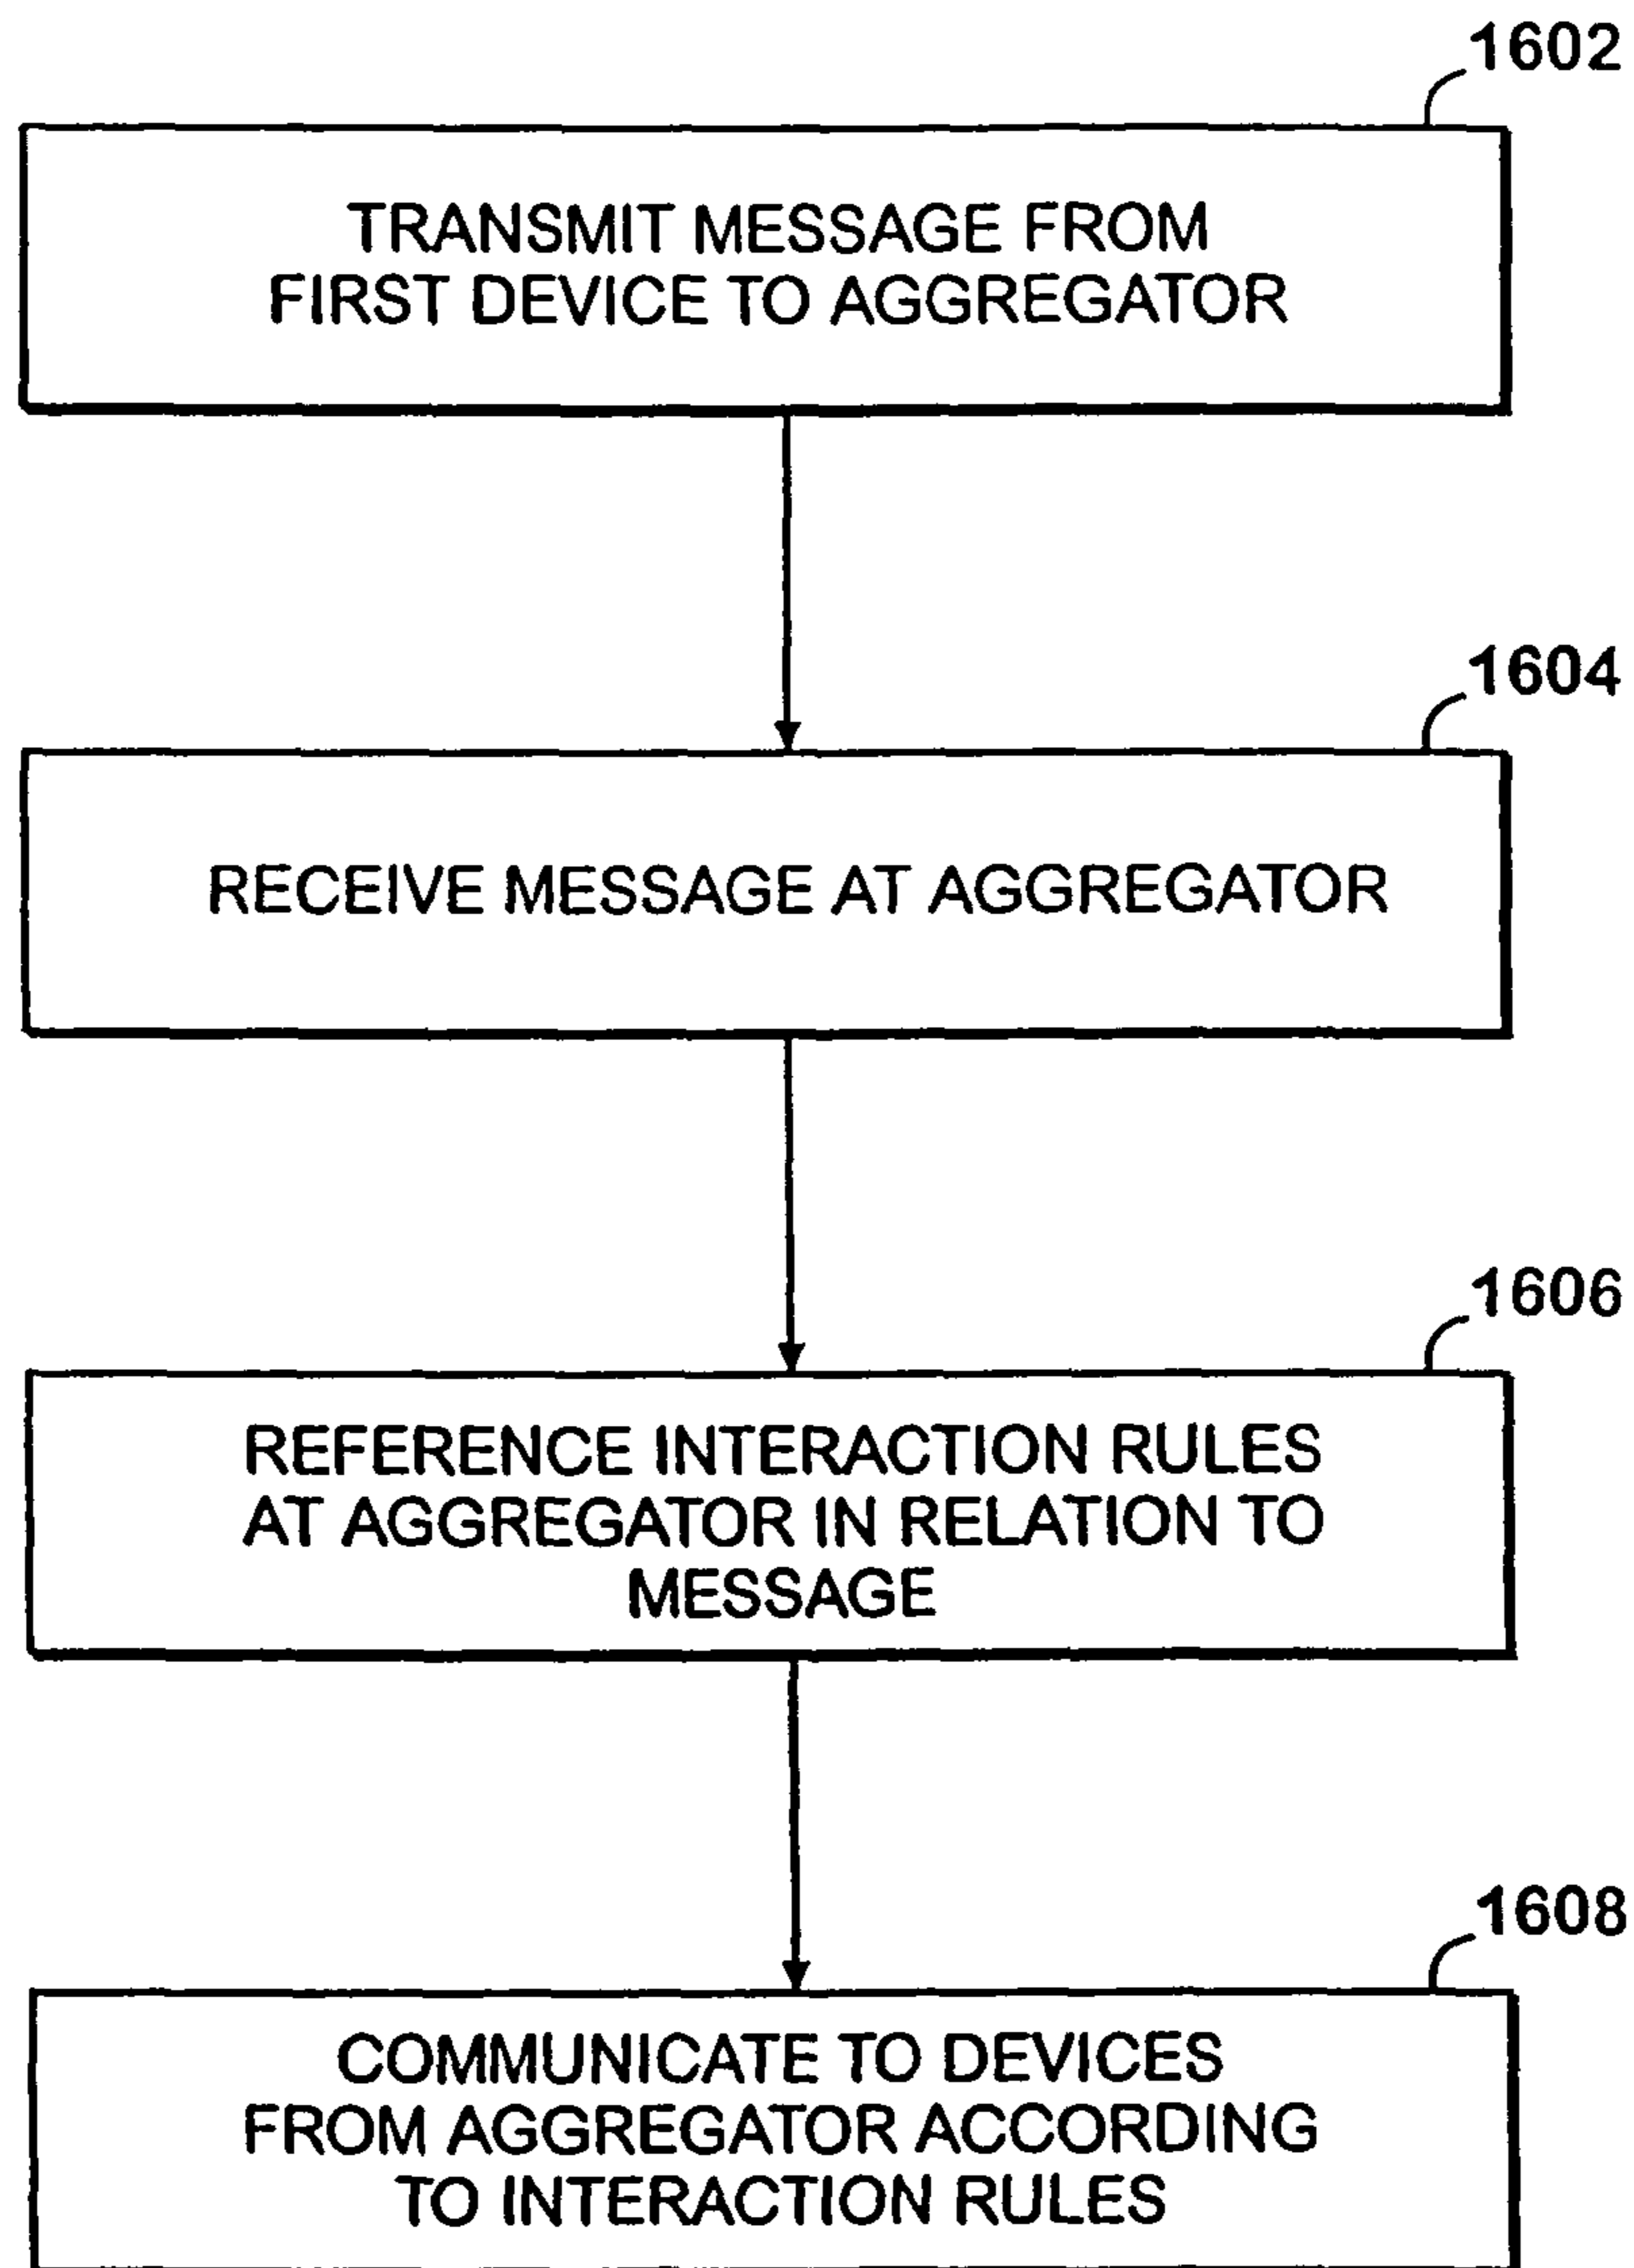 1602
TRANSMIT MESSAGE FROM
FIRST DEVICE TO AGGREGATOR
1604
RECEIVE MESSAGE AT AGGREGATOR
1606
REFERENCE INTERACTION RULES
AT AGGREGATOR IN RELATION TO
MESSAGE
1608
COMMUNICATE TO DEVICES
FROM AGGREGATOR ACCORDING
TO INTERACTION RULES